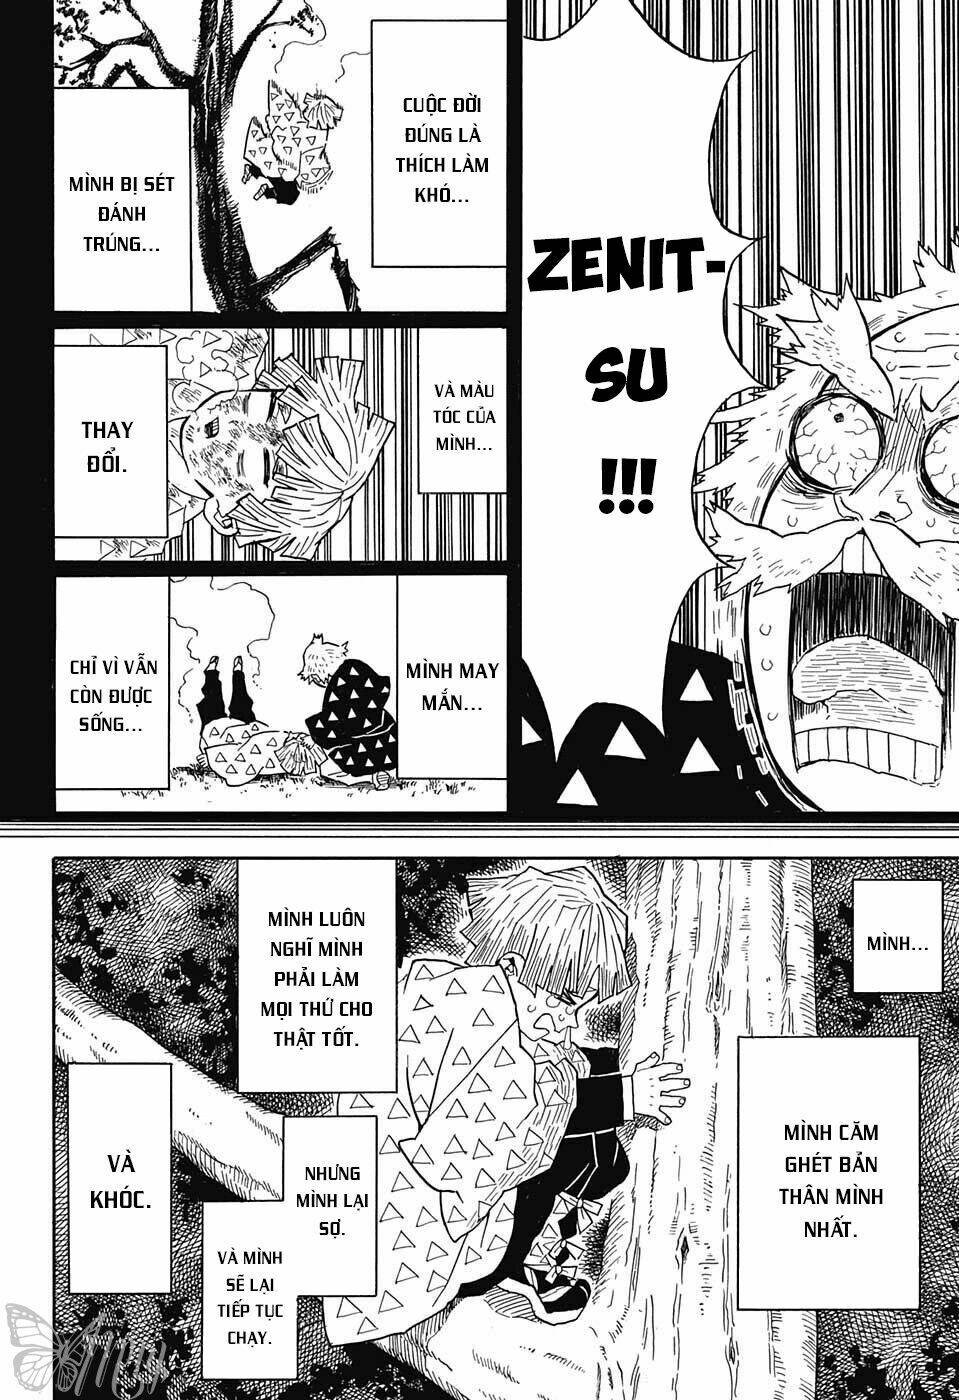 ZENIT-
SU
!!!
CUỘC ĐỜI
ĐÚNG LÀ
THÍCH LÀM
KHÓ...
MÌNH BỊ SÉT
ĐÁNH
TRÚNG...
VÀ MÀU
TÓC CỦA
MÌNH...
THAY
ĐỔI.
MÌNH MAY
MẮN...
CHỈ VÌ VẪN
CÒN ĐƯỢC
SỐNG...
MÌNH...
MÌNH CĂM
GHÉT BẢN
THÂN MÌNH
NHẤT.
MÌNH LUÔN
NGHĨ MÌNH
PHẢI LÀM
MỌI THỨ CHO
THẬT TỐT.
NHƯNG
MÌNH LẠI
SỢ.
VÀ MÌNH
SẼ LẠI
TIẾP TỤC
CHẠY.
VÀ
KHÓC.